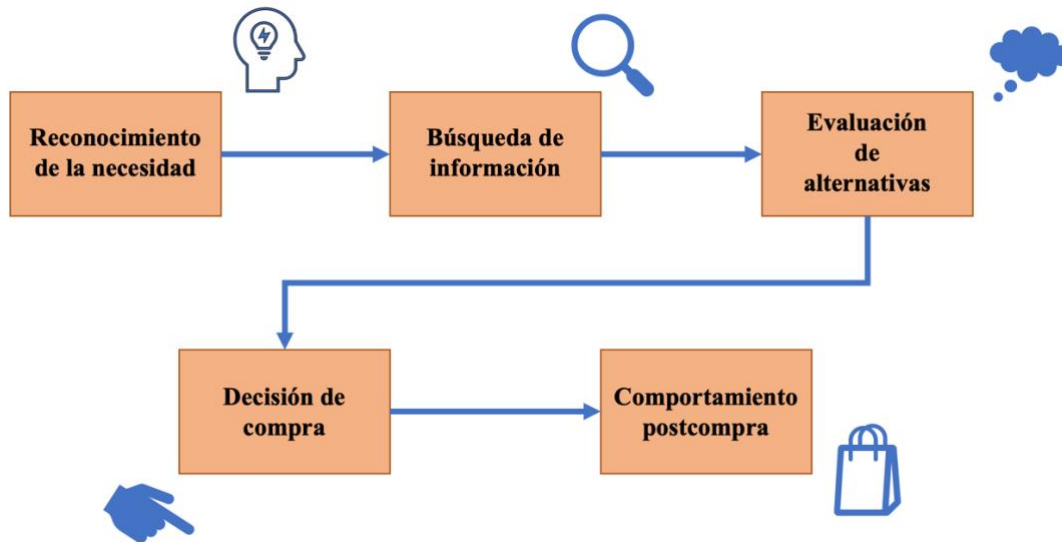 Reconocimiento
de la necesidad
Búsqueda de
información
Evaluación
de
alternativas
Decisión de
compra
Comportamiento
postcompra